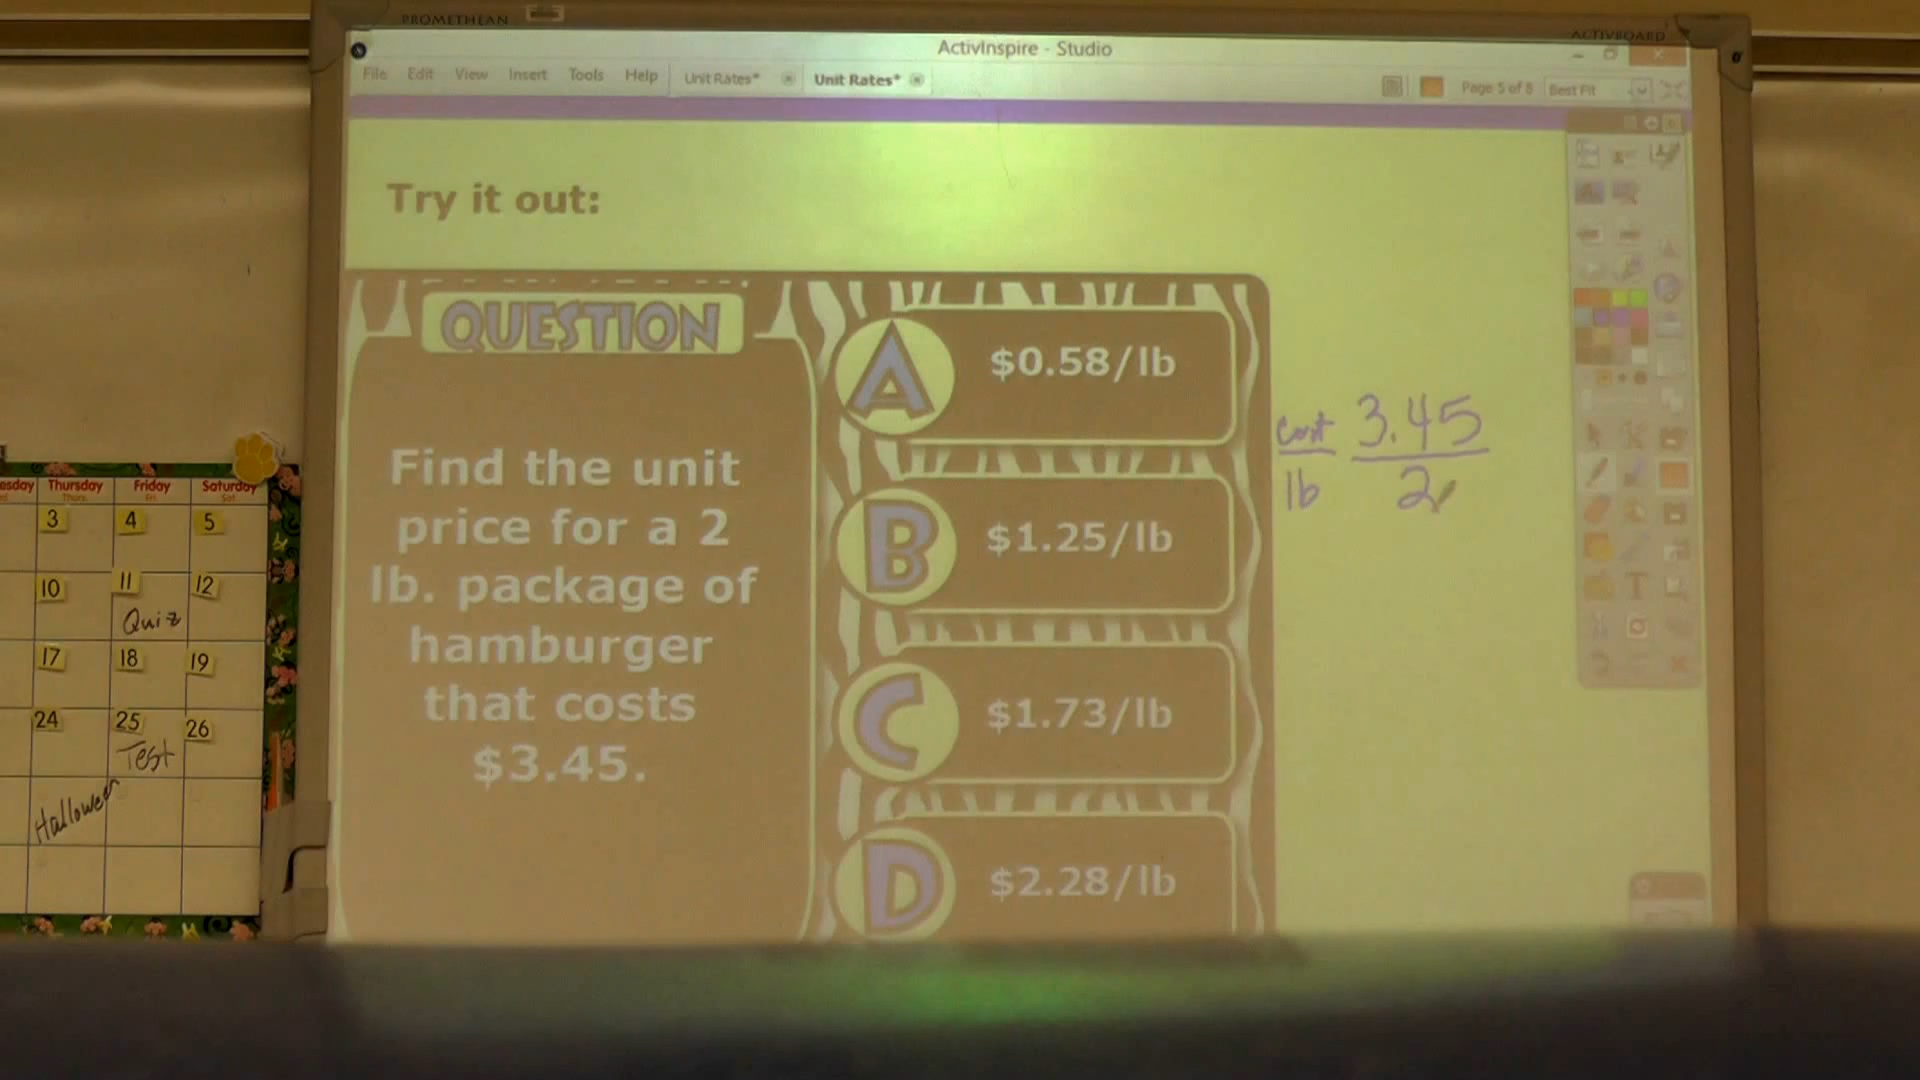 PROMETHEAN
ACTIVBOARD
ActivInspire - Studio
File Edit View Insert Tools Help Unit Rates* Unit Rates* Page 5 of 8 Best Fit
Try it out:
QUESTION
Find the unit
price for a 2
lb. package of
hamburger
that costs
$3.45.
A $0.58/lb
B $1.25/lb
C $1.73/lb
D $2.28/lb
cost 3.45
lb 2
Thursday Friday Saturday
3 4 5
10 11 12
Quiz
17 18 19
24 25 26
Test
Halloween